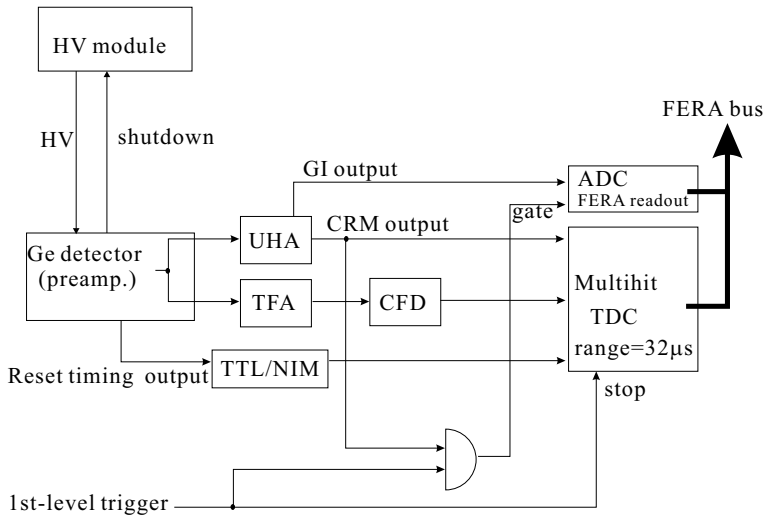 HV module
FERA bus
HV
shutdown
GI output
ADC
FERA readout
gate
CRM output
UHA
Ge detector
(preamp.)
Multihit
TDC
range=32μs
TFA
CFD
Reset timing output
TTL/NIM
stop
1st-level trigger